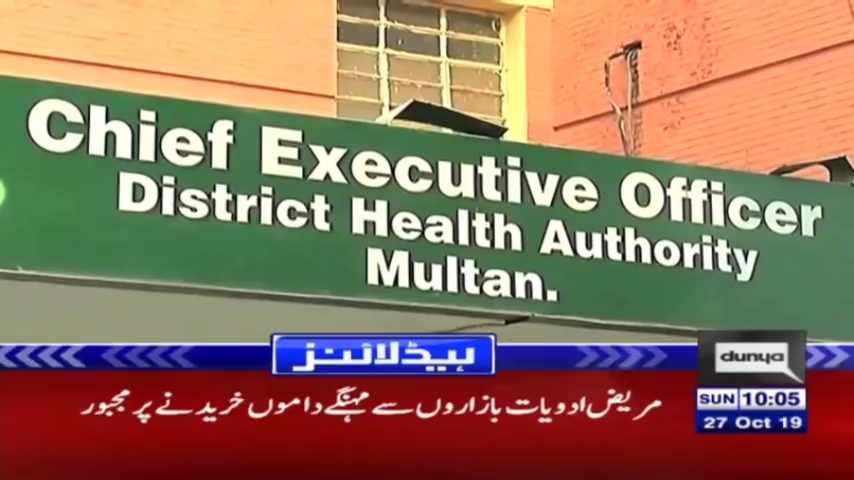 Chief Executive Officer
District Health Authority
Multan.
ہیڈلائنز
dunya
مریض ادویات بازاروں سے مہنگے داموں خریدنے پر مجبور
SUN 10:05
27 Oct 19